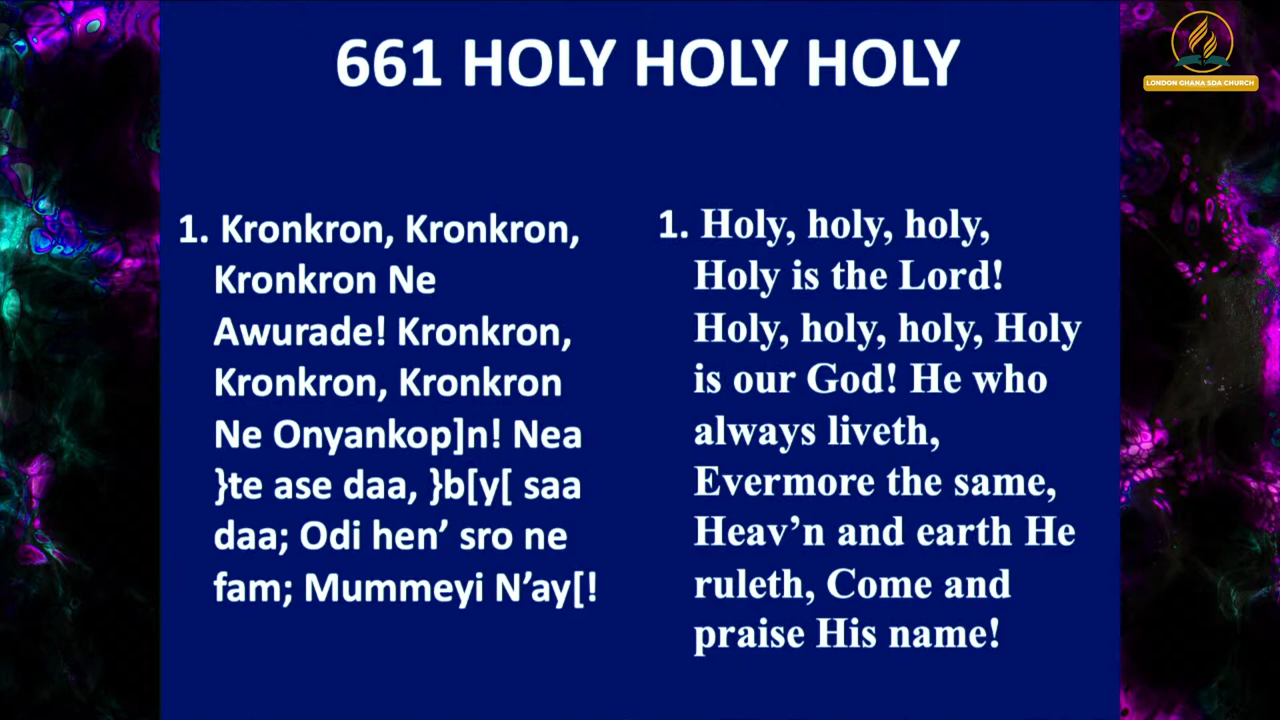 661 HOLY HOLY HOLY
LONDON GHANA SDA CHURCH
1. Kronkron, Kronkron,
Kronkron Ne
Awurade! Kronkron,
Kronkron, Kronkron
Ne Onyankop]n! Nea
}te ase daa, }b[y[ saa
daa; Odi hen’ sro ne
fam; Mummeyi N’ay[!
1. Holy, holy, holy,
Holy is the Lord!
Holy, holy, holy, Holy
is our God! He who
always liveth,
Evermore the same,
Heav’n and earth He
ruleth, Come and
praise His name!